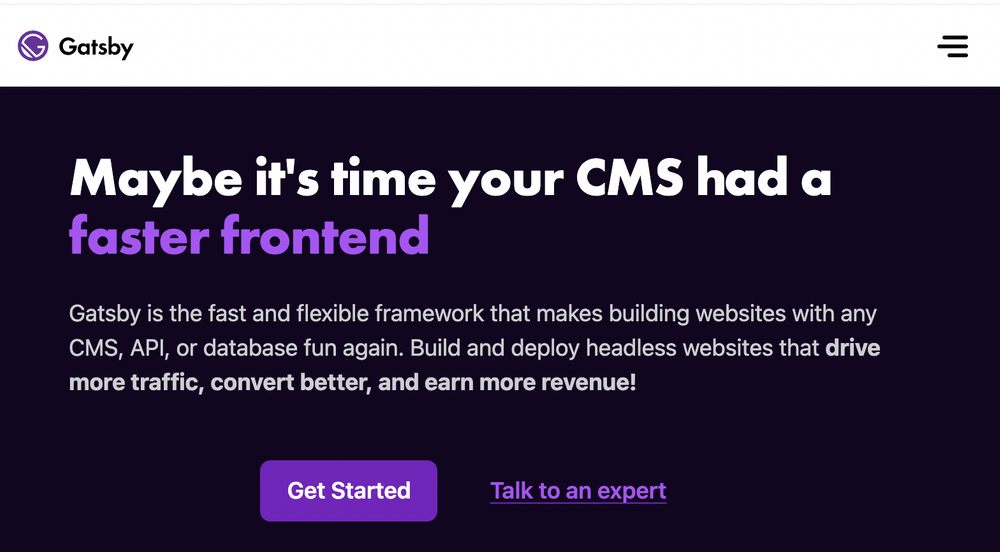 Gatsby
Maybe it's time your CMS had a
faster frontend
Gatsby is the fast and flexible framework that makes building websites with any
CMS, API, or database fun again. Build and deploy headless websites that drive
more traffic, convert better, and earn more revenue!
Get Started
Talk to an expert